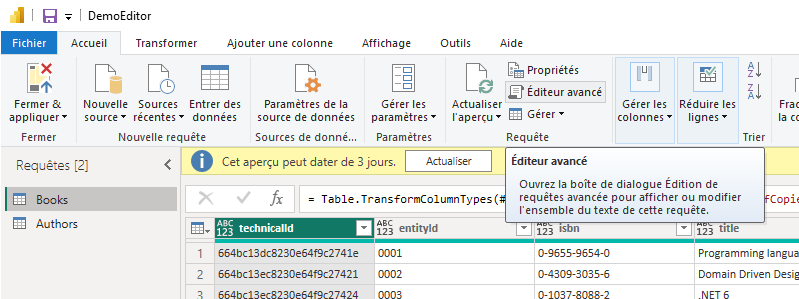 DemoEditor
Fichier Accueil Transformer Ajouter une colonne Affichage Outils Aide
Fermer & appliquer
Nouvelle source
Sources récentes
Entrer des données
Paramètres de la source de données
Gérer les paramètres
Actualiser l'aperçu
Propriétés
Éditeur avancé
Gérer
Gérer les colonnes
Réduire les lignes
A
Z
Z
A
Fermer
Nouvelle requête
Sources de donné...
Paramètres
Requête
Trier
Requêtes [2]
Books
Authors
Cet aperçu peut dater de 3 jours.
Actualiser
Éditeur avancé
Ouvrez la boîte de dialogue Édition de
requêtes avancée pour afficher ou modifier
l'ensemble du texte de cette requête.
fx
= Table.TransformColumnTypes(#
ABC 123 technicalId ABC 123 entityId ABC 123 isbn ABC 123 title
1 664bc13dc8230e64f9c2741e 0001 0-9655-9654-0 Programming langua
2 664bc13ec8230e64f9c27421 0002 0-4309-3035-6 Domain Driven Desig
3 664bc13ec8230e64f9c27424 0003 0-1037-8088-2 .NET 6